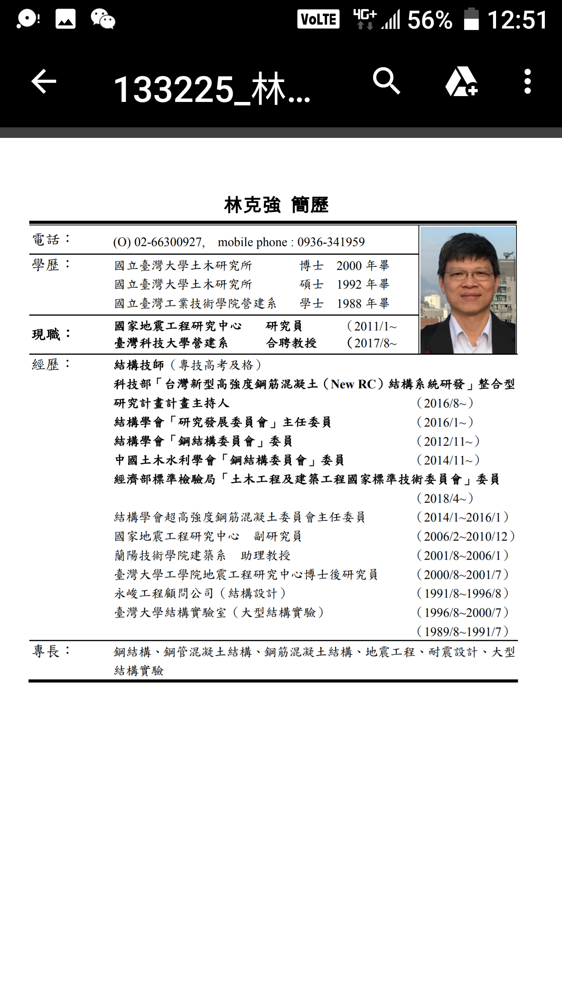 VoLTE 4G+ 56% 12:51
133225_林...
林克強 簡歷
電話： (O) 02-66300927, mobile phone : 0936-341959
學歷： 國立臺灣大學土木研究所 博士 2000 年畢
國立臺灣大學土木研究所 碩士 1992 年畢
國立臺灣工業技術學院營建系 學士 1988 年畢
現職： 國家地震工程研究中心 研究員 （2011/1~
臺灣科技大學營建系 合聘教授 （2017/8~
經歷： 結構技師（專技高考及格）
科技部「台灣新型高強度鋼筋混凝土（New RC）結構系統研發」整合型
研究計畫計畫主持人 （2016/8~）
結構學會「研究發展委員會」主任委員 （2016/1~）
結構學會「鋼結構委員會」委員 （2012/11~）
中國土木水利學會「鋼結構委員會」委員 （2014/11~）
經濟部標準檢驗局「土木工程及建築工程國家標準技術委員會」委員
（2018/4~）
結構學會超高強度鋼筋混凝土委員會主任委員 （2014/1~2016/1）
國家地震工程研究中心 副研究員 （2006/2~2010/12）
蘭陽技術學院建築系 助理教授 （2001/8~2006/1）
臺灣大學工學院地震工程研究中心博士後研究員 （2000/8~2001/7）
永峻工程顧問公司（結構設計） （1991/8~1996/8）
臺灣大學結構實驗室（大型結構實驗） （1996/8~2000/7）
（1989/8~1991/7）
專長： 鋼結構、鋼管混凝土結構、鋼筋混凝土結構、地震工程、耐震設計、大型
結構實驗